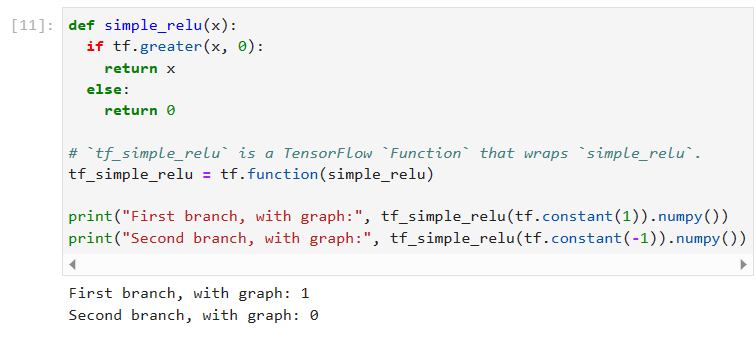 [11]:
def simple_relu(x):
  if tf.greater(x, 0):
    return x
  else:
    return 0

# `tf_simple_relu` is a TensorFlow `Function` that wraps `simple_relu`.
tf_simple_relu = tf.function(simple_relu)

print("First branch, with graph:", tf_simple_relu(tf.constant(1)).numpy())
print("Second branch, with graph:", tf_simple_relu(tf.constant(-1)).numpy())
First branch, with graph: 1
Second branch, with graph: 0